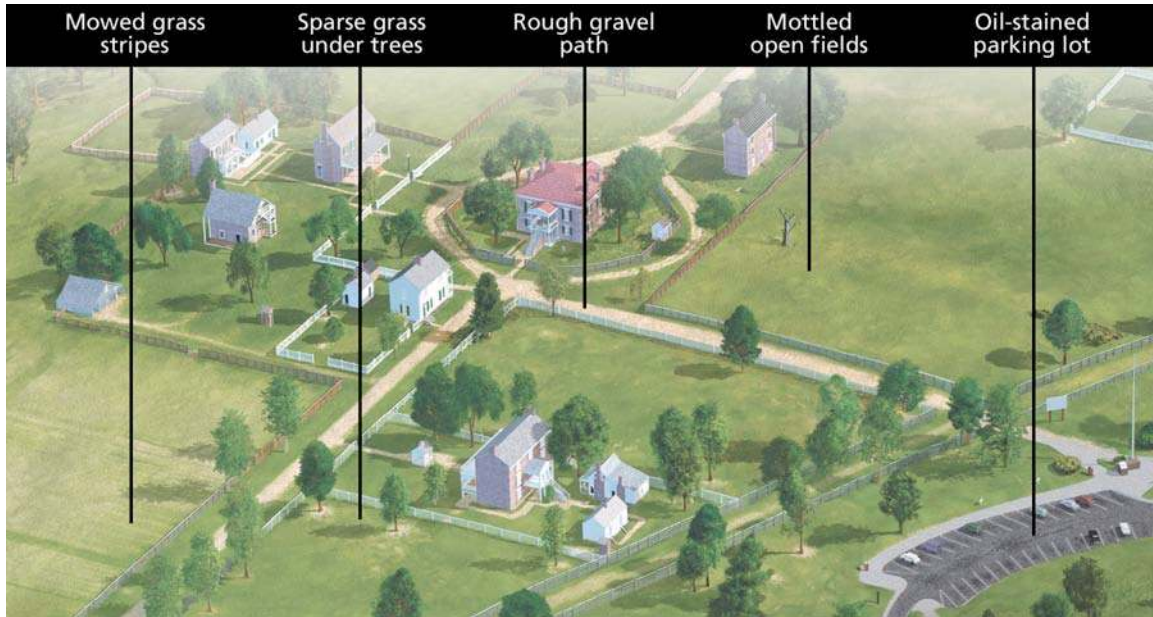 Mowed grass
stripes
Sparse grass
under trees
Rough gravel
path
Mottled
open fields
Oil-stained
parking lot